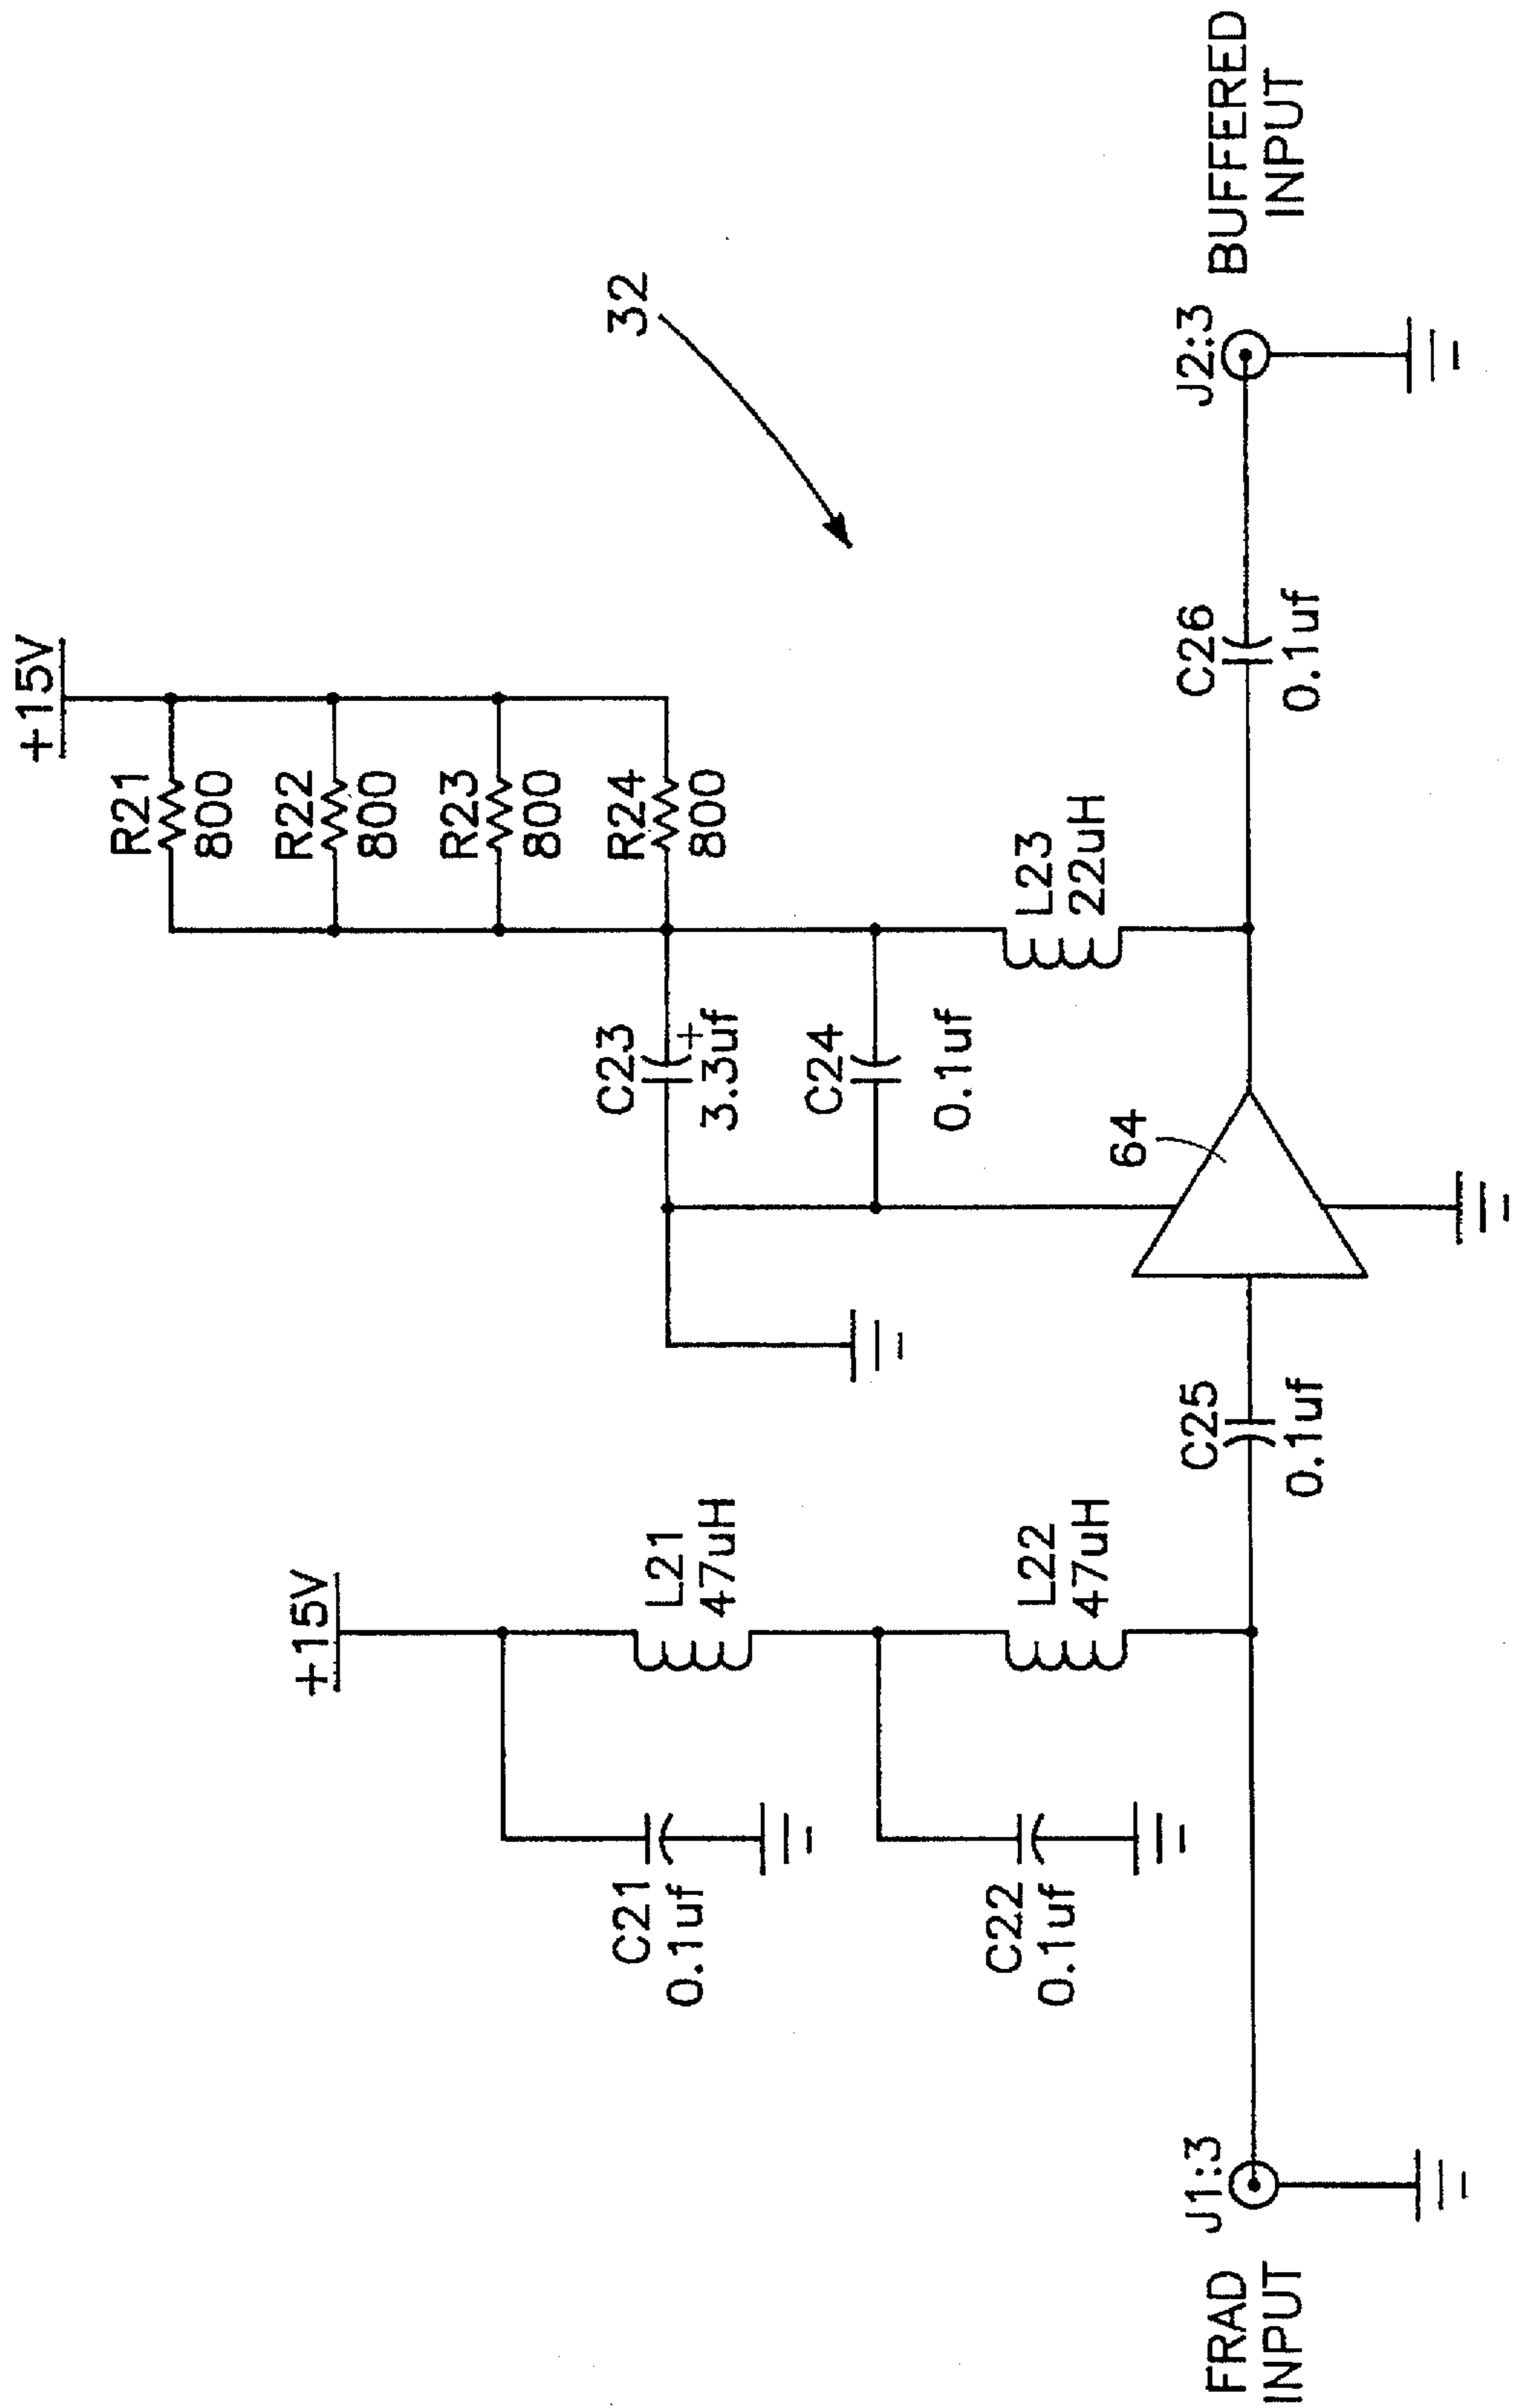 +15V
R21
800
R22
800
R23
800
R24
800
32
+15V
C23
+
3.3uf
C24
0.1uf
L21
47uH
L22
47uH
L23
22uH
C21
0.1uf
C22
0.1uf
64
J1:3
C25
0.1uf
C26
0.1uf
J2:3
FRAD
INPUT
BUFFERED
INPUT